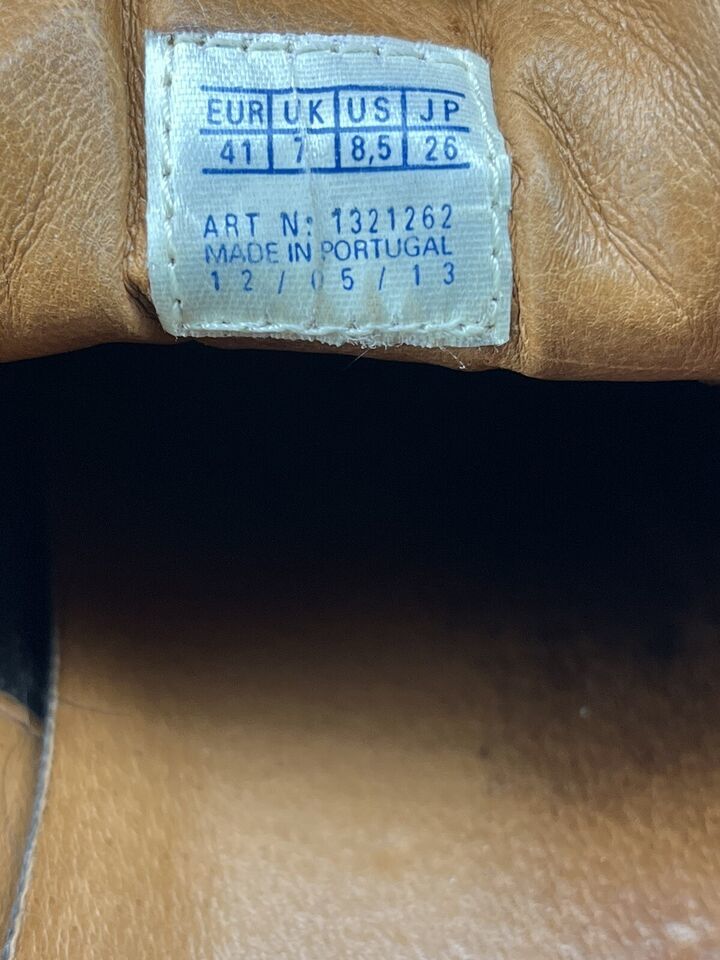 EUR UK US JP
41 7 8,5 26
ART N: 1321262
MADE IN PORTUGAL
12/05/13